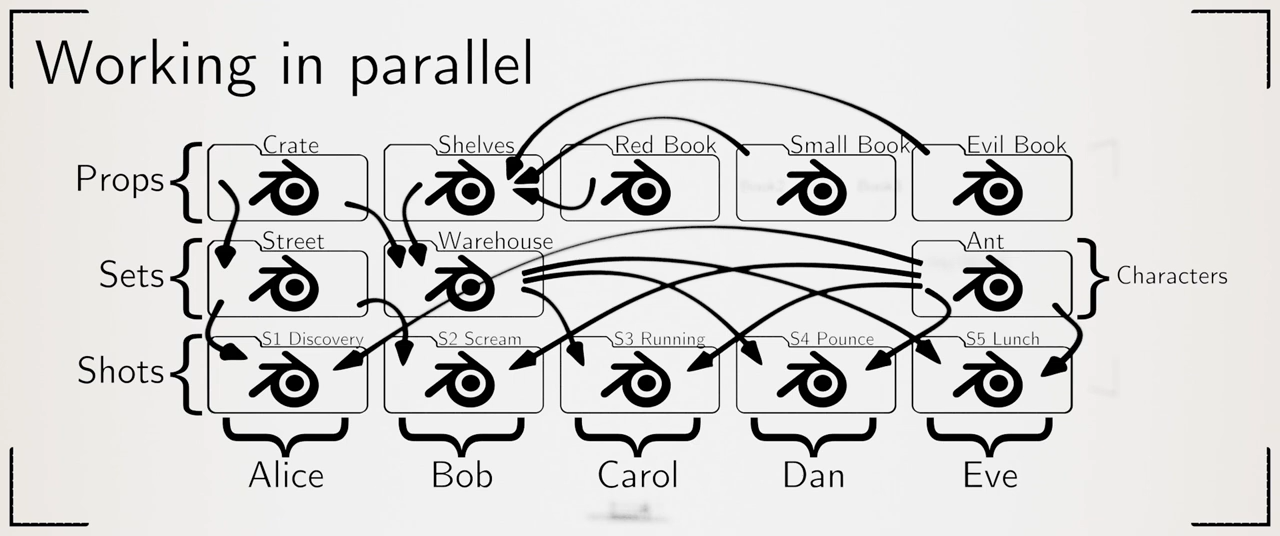 Working in parallel
Crate
Shelves
Red Book
Small Book
Evil Book
Props
Street
Warehouse
Ant
Sets
Characters
S1 Discovery
S2 Scream
S3 Running
S4 Pounce
S5 Lunch
Shots
Alice
Bob
Carol
Dan
Eve